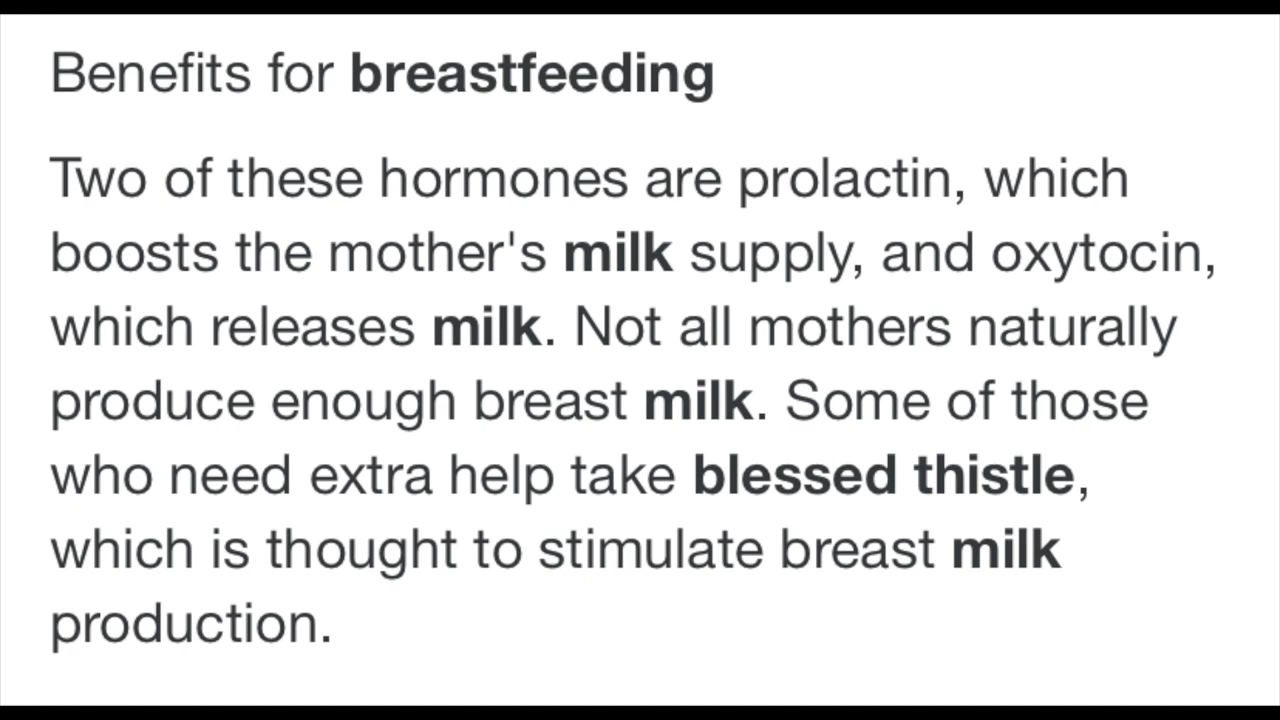 Benefits for breastfeeding
Two of these hormones are prolactin, which
boosts the mother's milk supply, and oxytocin,
which releases milk. Not all mothers naturally
produce enough breast milk. Some of those
who need extra help take blessed thistle,
which is thought to stimulate breast milk
production.